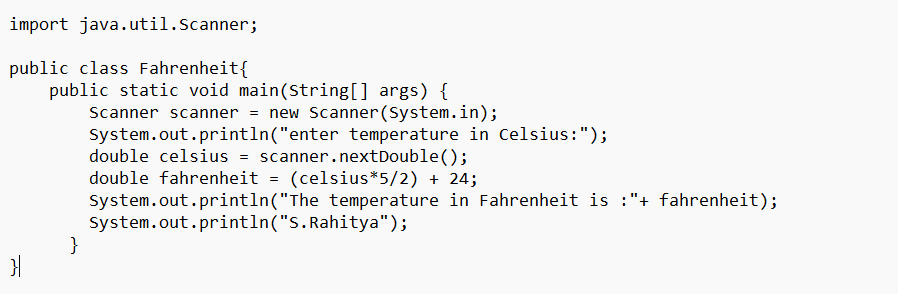 import java.util.Scanner;
public class Fahrenheit{
public static void main(String[] args) {
Scanner scanner = new Scanner(System.in);
System.out.println("enter temperature in Celsius:");
double celsius = scanner.nextDouble();
double fahrenheit = (celsius*5/2) + 24;
System.out.println("The temperature in Fahrenheit is :"+ fahrenheit);
System.out.println("S.Rahitya");
}
}